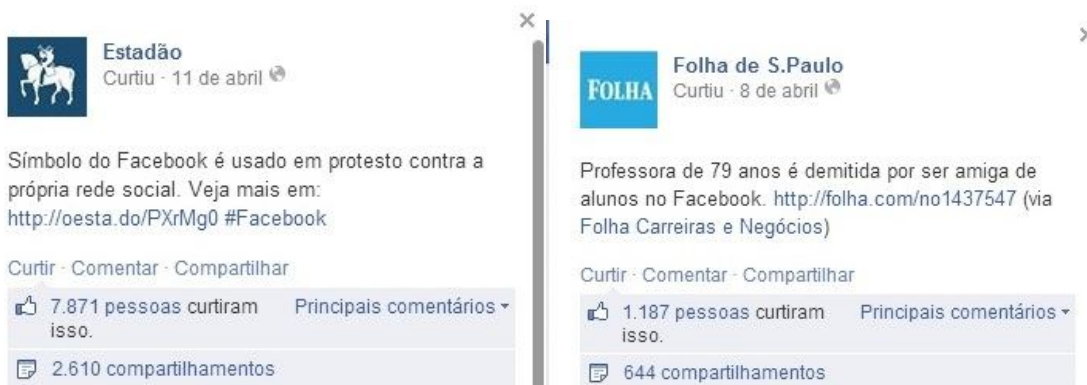 Estadão
Curtiu · 11 de abril
Símbolo do Facebook é usado em protesto contra a
própria rede social. Veja mais em:
http://oesta.do/PXrMg0 #Facebook
Curtir · Comentar · Compartilhar
7.871 pessoas curtiram Principais comentários
isso.
2.610 compartilhamentos
FOLHA
Folha de S.Paulo
Curtiu · 8 de abril
Professora de 79 anos é demitida por ser amiga de
alunos no Facebook. http://folha.com/no1437547 (via
Folha Carreiras e Negócios)
Curtir · Comentar · Compartilhar
1.187 pessoas curtiram Principais comentários
isso.
644 compartilhamentos